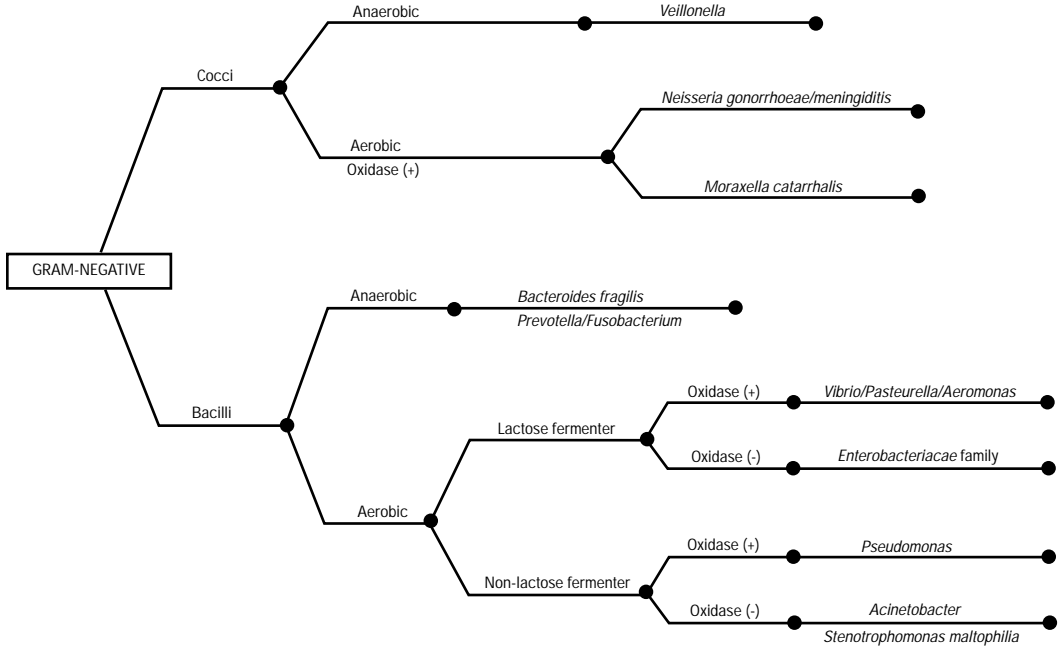 Anaerobic
Veillonella
Cocci
Neisseria gonorrhoeae/meningiditis
Aerobic
Oxidase (+)
Moraxella catarrhalis
GRAM-NEGATIVE
Anaerobic
Bacteroides fragilis
Prevotella/Fusobacterium
Bacilli
Oxidase (+)
Vibrio/Pasteurella/Aeromonas
Lactose fermenter
Oxidase (-)
Enterobacteriacae family
Aerobic
Oxidase (+)
Pseudomonas
Non-lactose fermenter
Oxidase (-)
Acinetobacter
Stenotrophomonas maltophilia